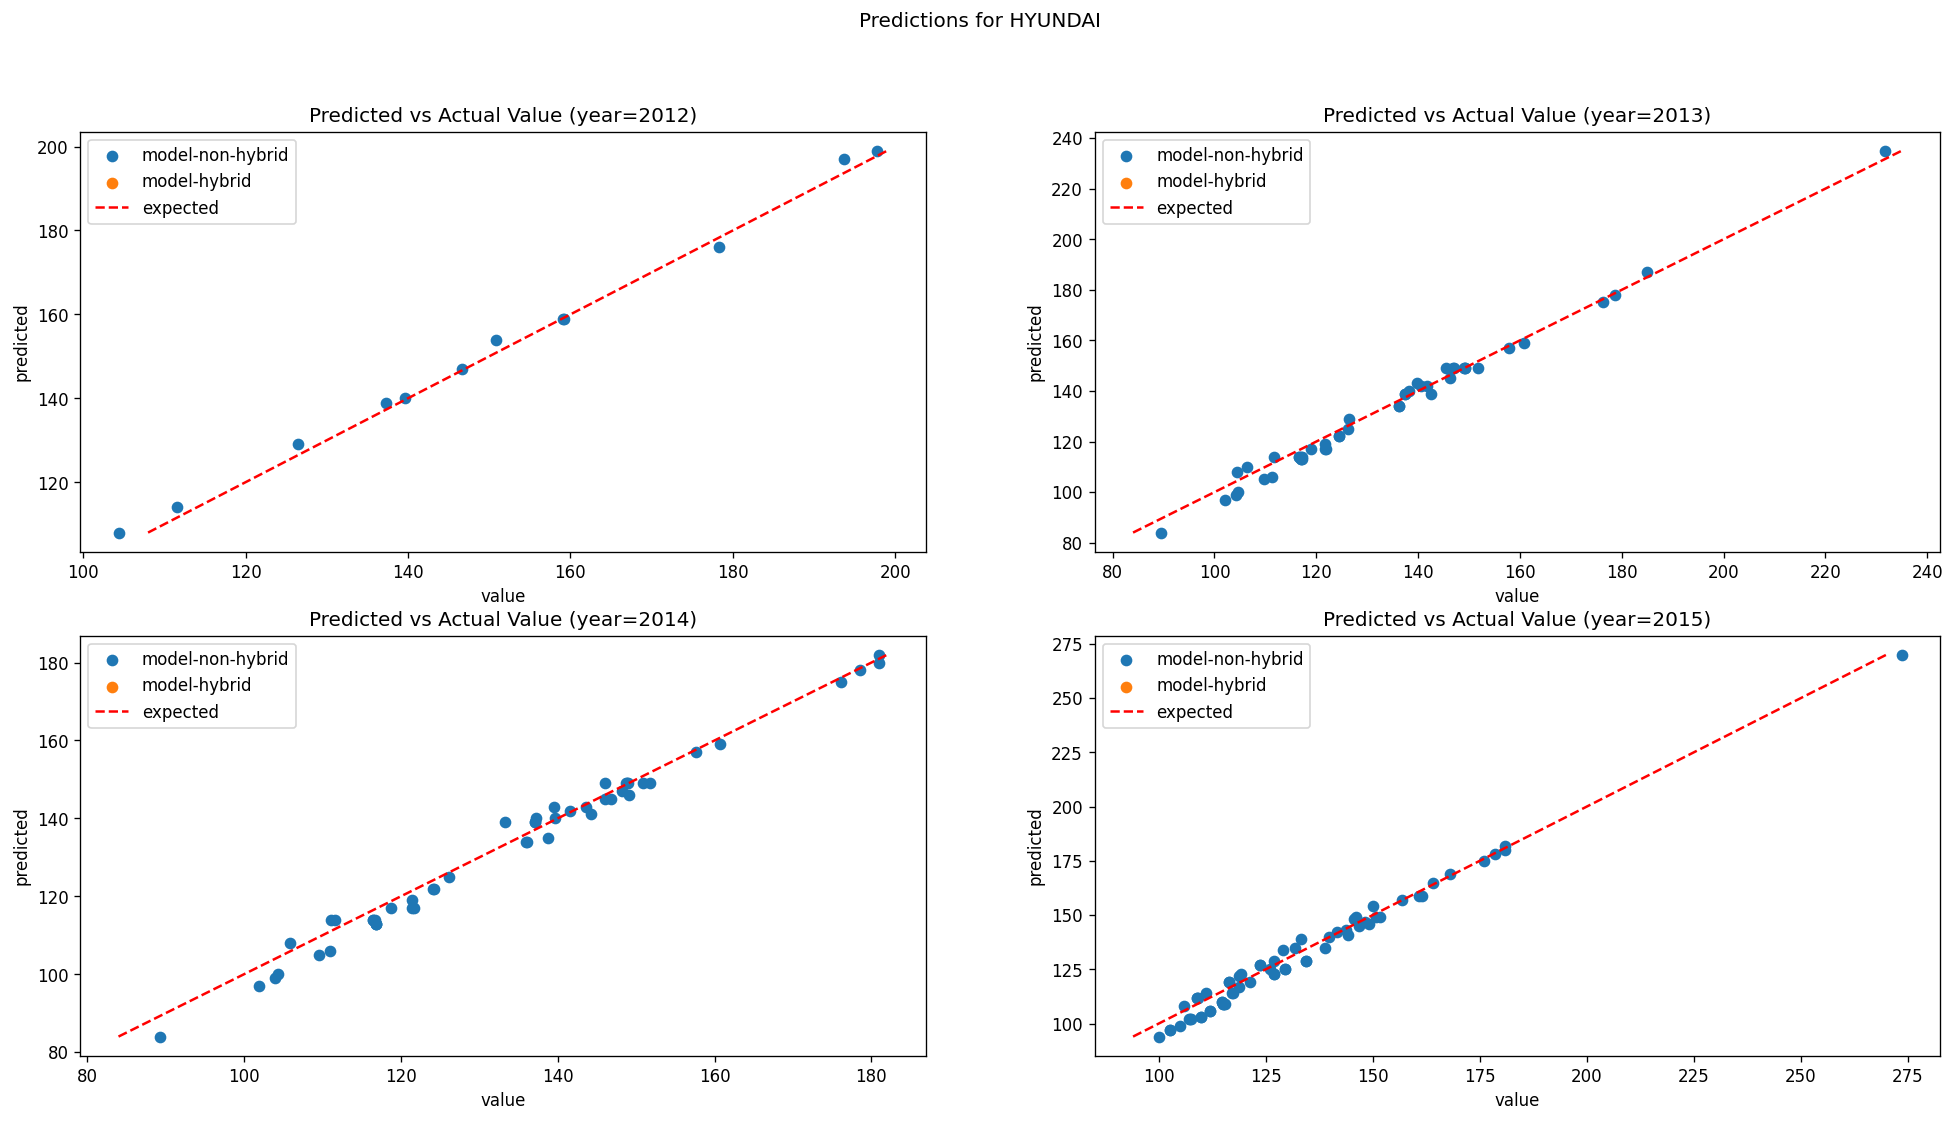 Predictions for HYUNDAI
Predicted vs Actual Value (year=2012)
model-non-hybrid
model-hybrid
expected
200
180
160
140
120
predicted
100 120 140 160 180 200
value
Predicted vs Actual Value (year=2013)
model-non-hybrid
model-hybrid
expected
240
220
200
180
160
140
120
100
80
predicted
80 100 120 140 160 180 200 220 240
value
Predicted vs Actual Value (year=2014)
model-non-hybrid
model-hybrid
expected
180
160
140
120
100
80
predicted
80 100 120 140 160 180
value
Predicted vs Actual Value (year=2015)
model-non-hybrid
model-hybrid
expected
275
250
225
200
175
150
125
100
predicted
100 125 150 175 200 225 250 275
value